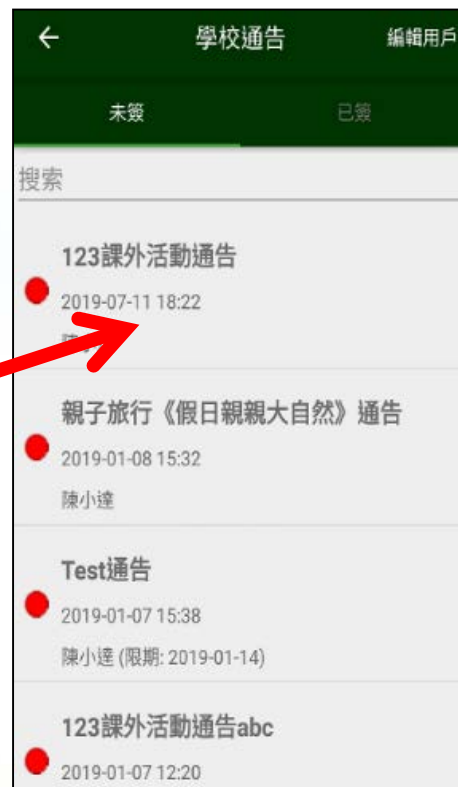 學校通告 編輯用戶
未簽 已簽
搜索
123課外活動通告
2019-07-11 18:22
陳
親子旅行《假日親親大自然》通告
2019-01-08 15:32
陳小達
Test通告
2019-01-07 15:38
陳小達 (限期: 2019-01-14)
123課外活動通告abc
2019-01-07 12:20